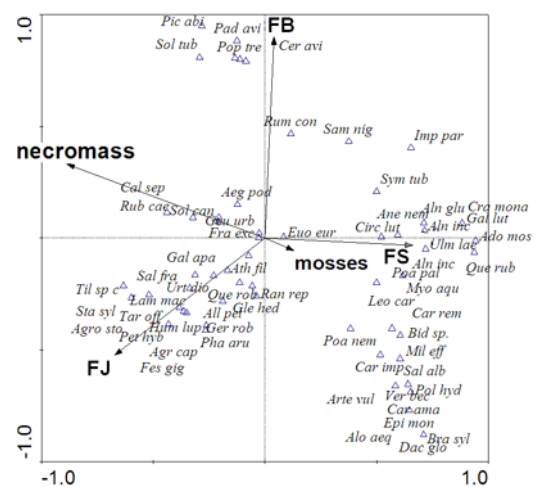 1.0
Pic abi
Pad avi
FB
Sol tub
Pop tre
Cer avi
Rum con
Sam nig
Imp par
necromass
Sym tub
Cal sep
Aeg pod
Rub cae
Sol can
Geu urb
Ane nem
Aln glu
Cra mona
Gal lut
Aln inc
Fra exc
Euo eur
Circ lut
Ado mos
Ulm lae
FS
mosses
Que rub
Aln inc
Gal apa
Ath fil
Poa pal
Myo aqu
Sal fra
Urt dio
Til sp c
Que rob
Ran rep
Leo car
Lam mac
Gle hed
Sta syl
Tar off
All pet
Car rem
Agro sto
Hum lup
Ger rob
Bid sp.
Pet hyb
Poa nem
Pha aru
Mil eff
Agr cap
FJ
Fes gig
Car imp
Sal alb
Pol hyd
Arte vul
Ver bec
Car ama
Epi mon
Alo aeq
Bra syl
Dac glo
-1.0
-1.0
1.0